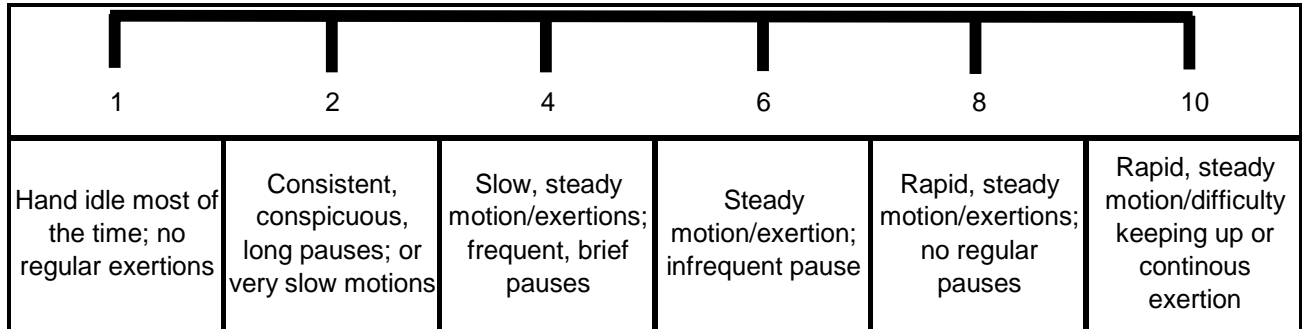 1 2 4 6 8 10
Hand idle most of
the time; no
regular exertions
Consistent,
conspicuous,
long pauses; or
very slow motions
Slow, steady
motion/exertions;
frequent, brief
pauses
Steady
motion/exertion;
infrequent pause
Rapid, steady
motion/exertions;
no regular
pauses
Rapid, steady
motion/difficulty
keeping up or
continous
exertion